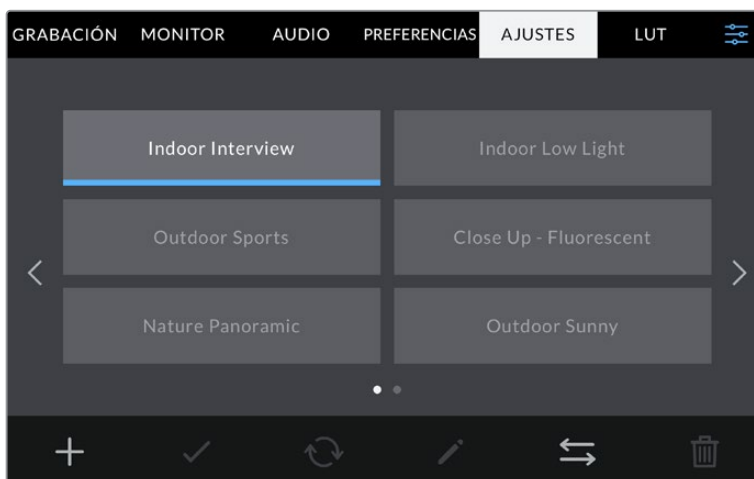 GRABACIÓN MONITOR AUDIO PREFERENCIAS AJUSTES LUT
Indoor Interview Indoor Low Light
Outdoor Sports Close Up - Fluorescent
Nature Panoramic Outdoor Sunny